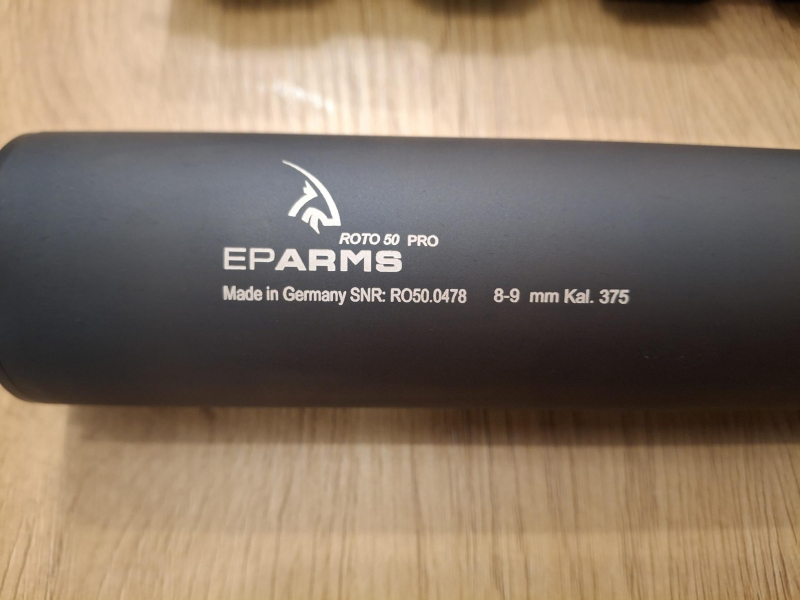 ROTO 50 PRO
EPARMS
Made in Germany SNR: RO50.0478 8-9 mm Kal. 375